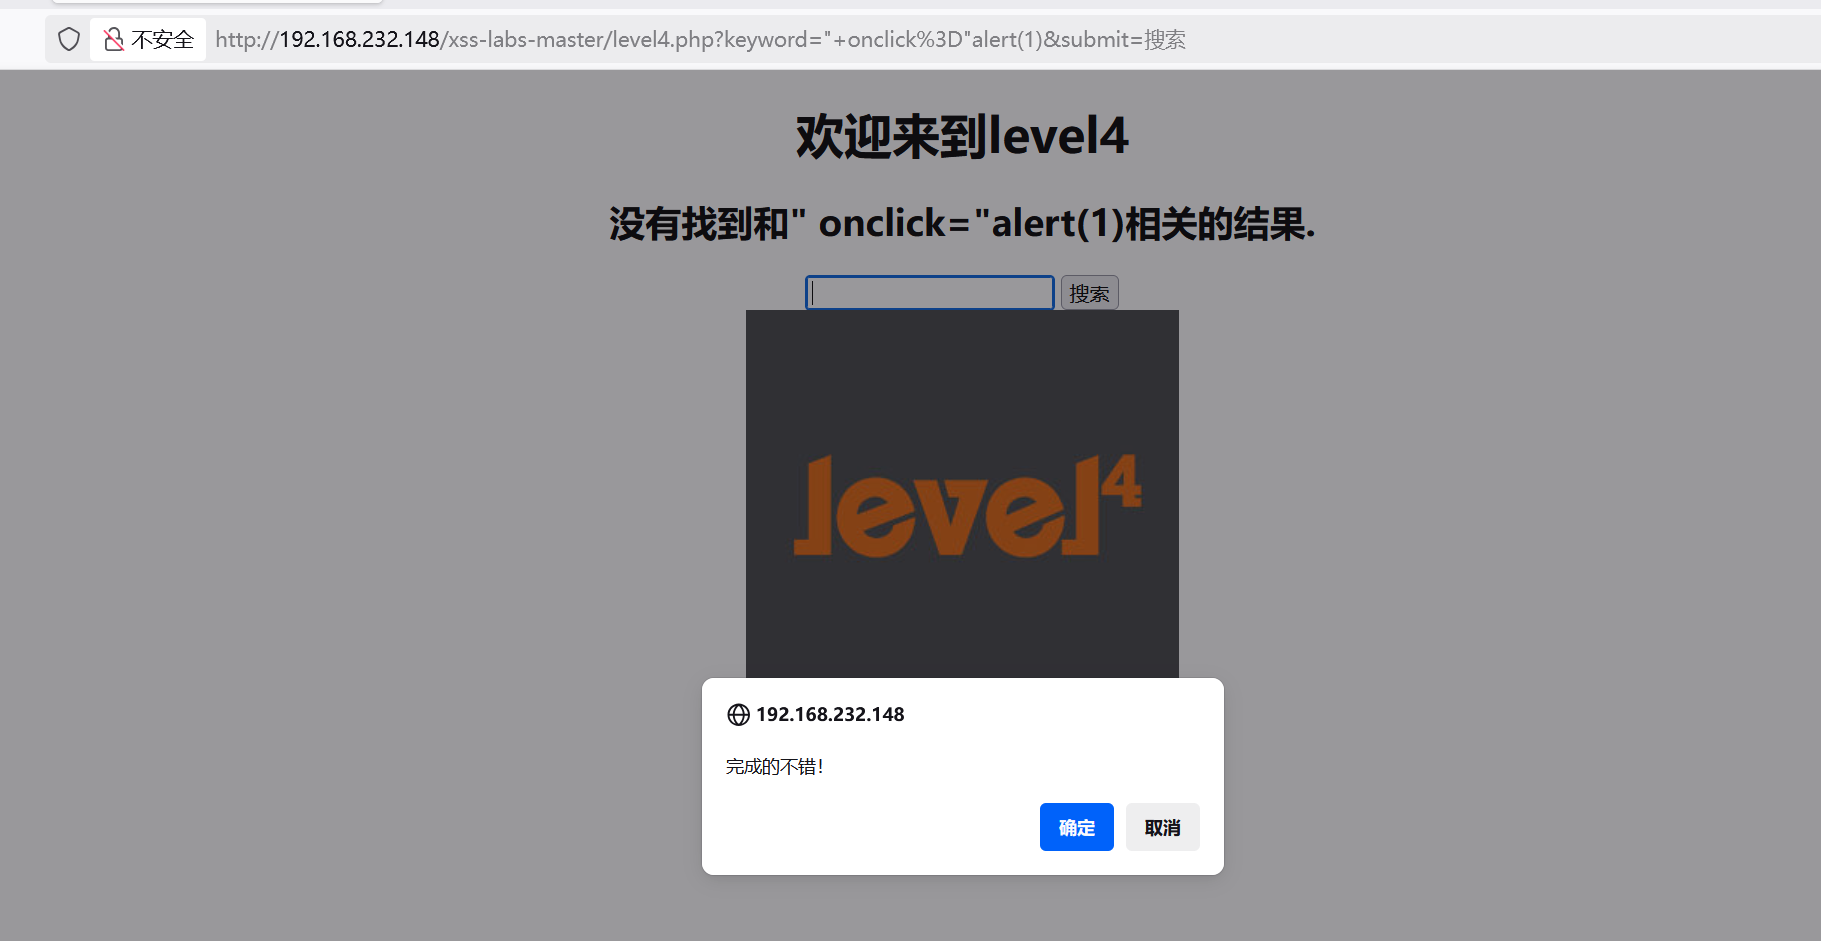 不安全 http://192.168.232.148/xss-labs-master/level4.php?keyword="+onclick%3D"alert(1)&submit=搜索
欢迎来到level4
没有找到和" onclick="alert(1)相关的结果.
搜索
level4
192.168.232.148
完成的不错！
确定 取消